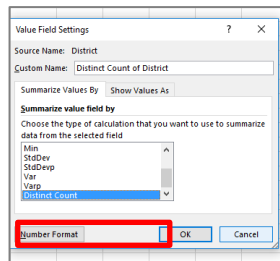 Value Field Settings ? X
Source Name: District
Custom Name: Distinct Count of District
Summarize Values By Show Values As
Summarize value field by
Choose the type of calculation that you want to use to summarize
data from the selected field
Min
StdDev
StdDevp
Var
Varp
Distinct Count
Number Format OK Cancel